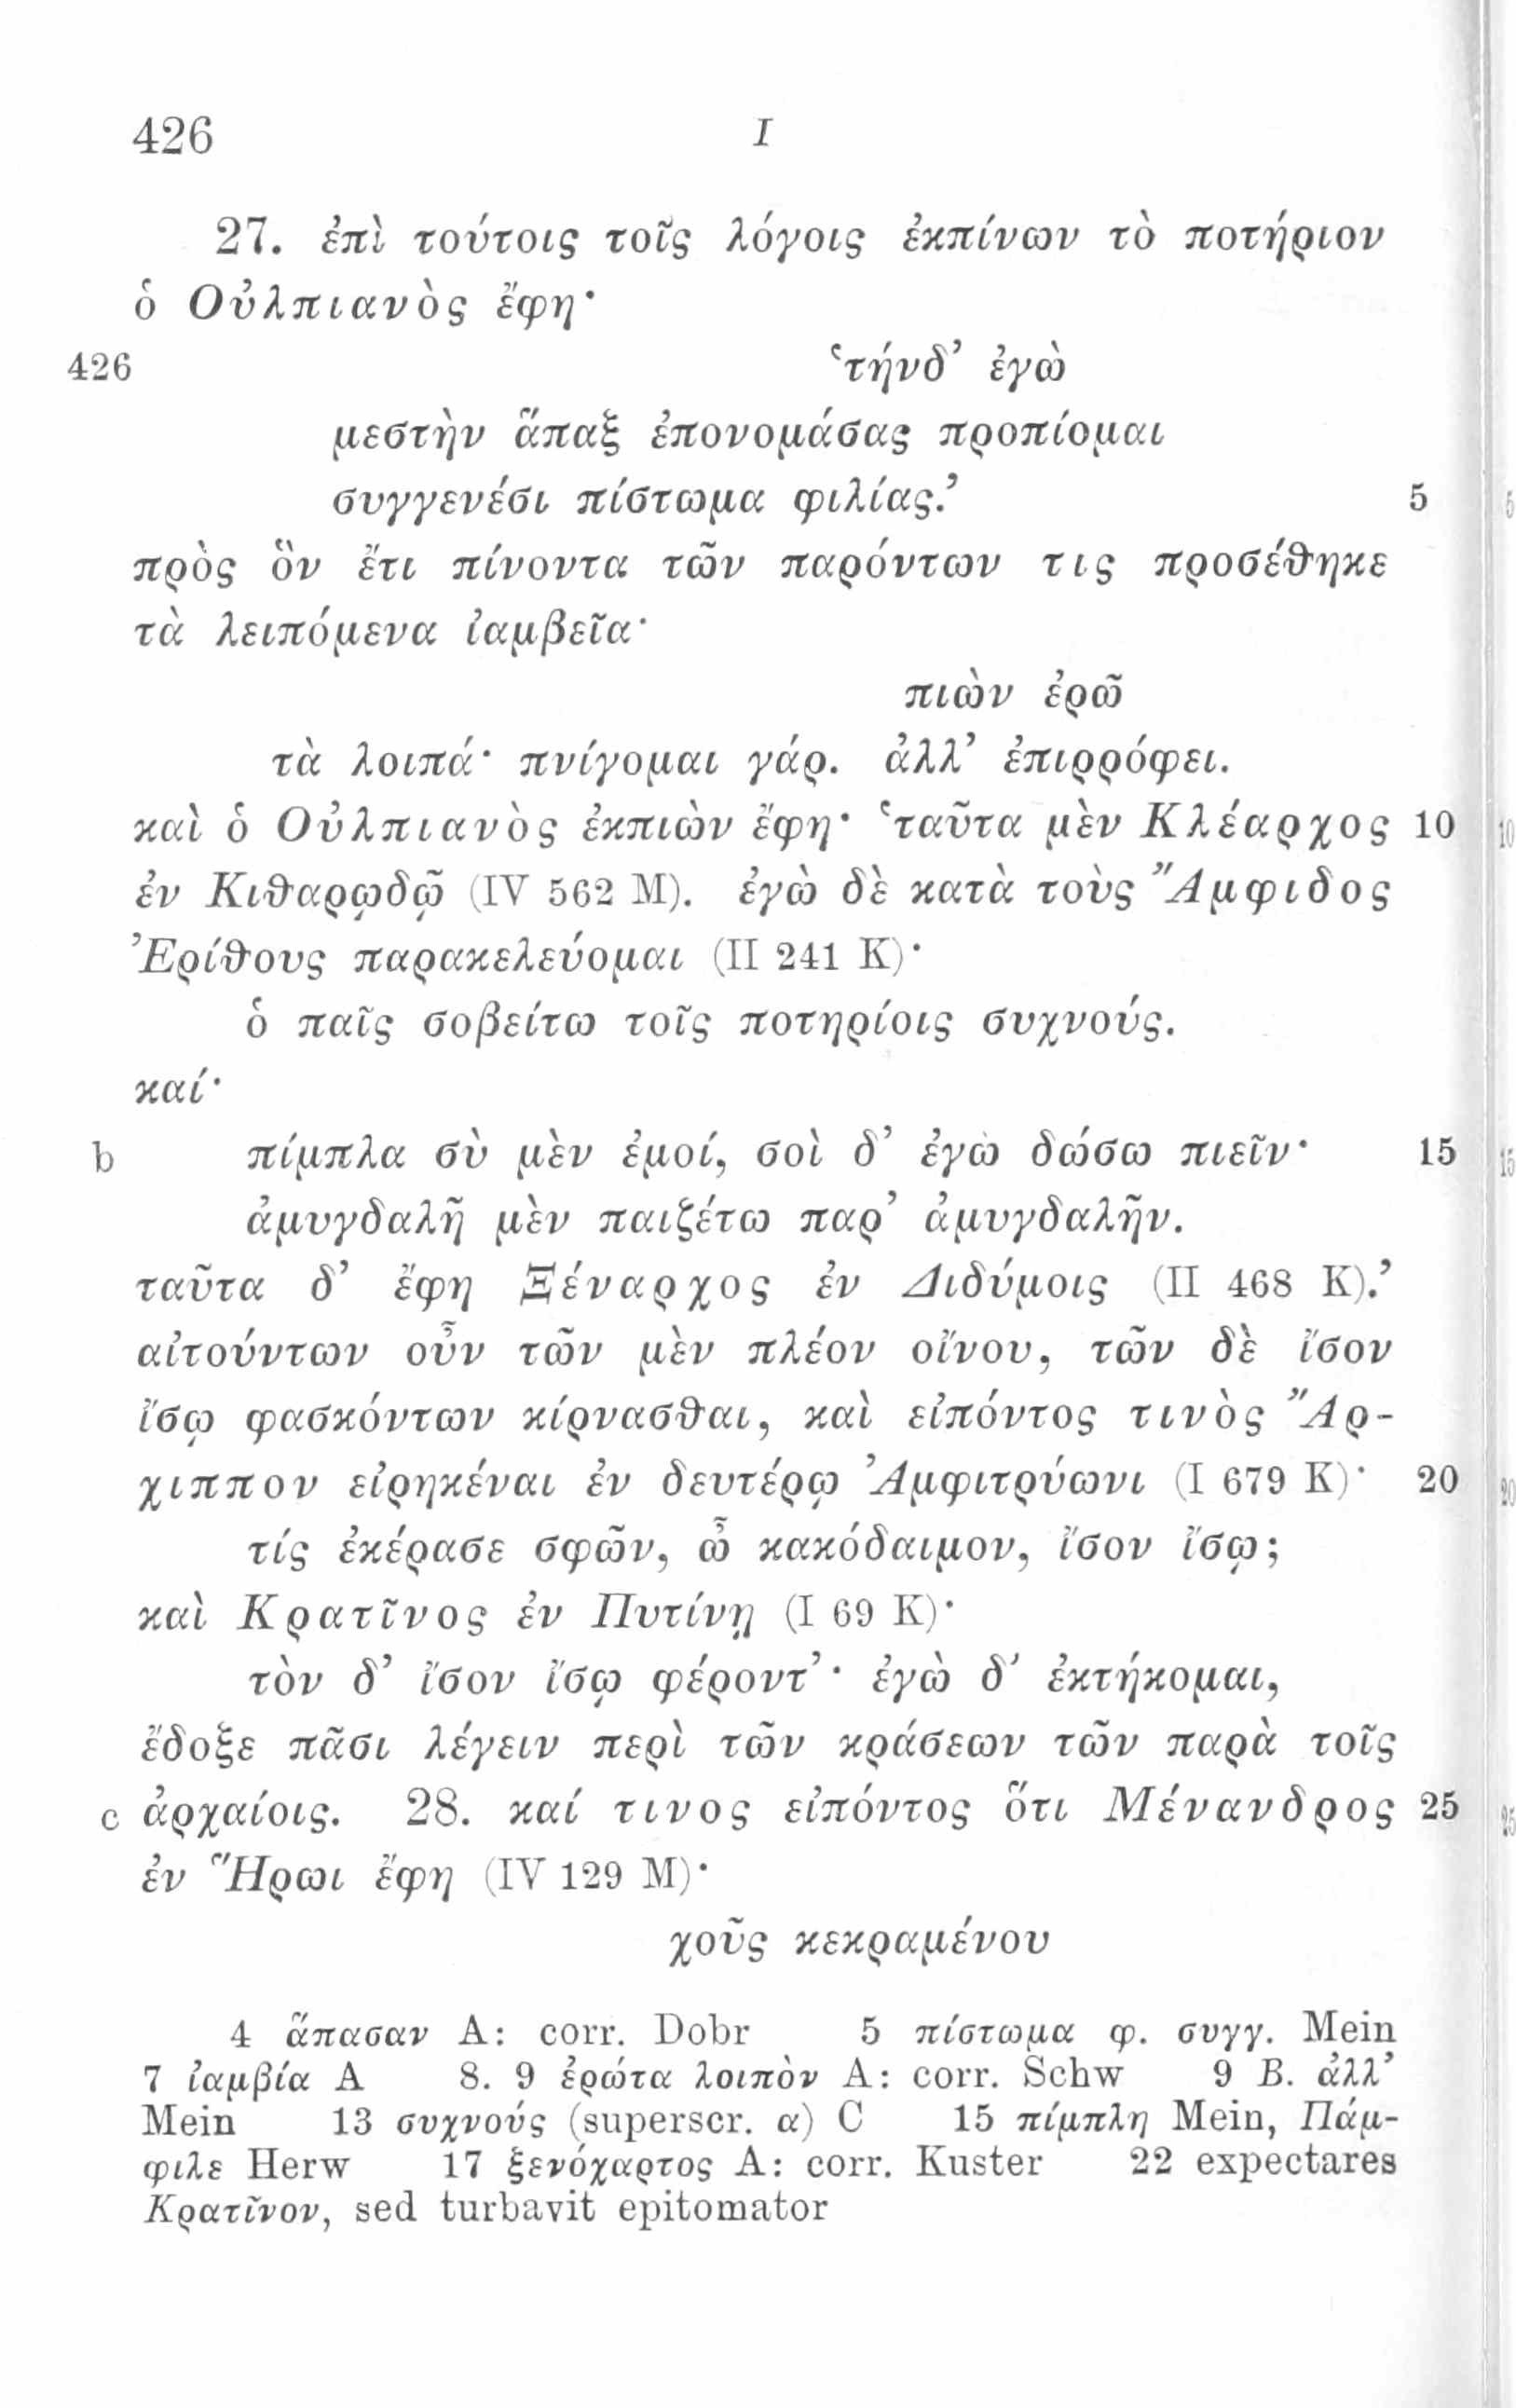 426 I
27. ἐπὶ τούτοις τοῖς λόγοις ἐκπίνων τὸ ποτήριον
ὁ Οὐλπιανὸς ἔφη·
426 ‘τήνδ’ ἐγὼ
μεστὴν ἅπαξ ἐπονομάσας προπίομαι
συγγενέσι πίστωμα φιλίας.’ 5
πρὸς ὃν ἔτι πίνοντα τῶν παρόντων τις προσέθηκε
τὰ λειπόμενα ἰαμβεῖα·
πιὼν ἐρῶ
τὰ λοιπά· πνίγομαι γάρ. ἀλλ’ ἐπιρρόφει.
καὶ ὁ Οὐλπιανὸς ἐκπιὼν ἔφη· ‘ταῦτα μὲν Κλέαρχος 10
ἐν Κιθαρῳδῷ (IV 562 M). ἐγὼ δὲ κατὰ τοὺς Ἄμφιδος
Ἐρίθους παρακελεύομαι (II 241 K)·
ὁ παῖς σοβείτω τοῖς ποτηρίοις συχνούς.
καί·
b πίμπλα σὺ μὲν ἐμοί, σοὶ δ’ ἐγὼ δώσω πιεῖν· 15
ἀμυγδαλῆ μὲν παιζέτω παρ’ ἀμυγδαλῆν.
ταῦτα δ’ ἔφη Ξέναρχος ἐν Διδύμοις (II 468 K).’
αἰτούντων οὖν τῶν μὲν πλέον οἴνου, τῶν δὲ ἴσον
ἴσῳ φασκόντων κίρνασθαι, καὶ εἰπόντος τινὸς Ἄρ-
χιππον εἰρηκέναι ἐν δευτέρῳ Ἀμφιτρύωνι (I 679 K)· 20
τίς ἐκέρασε σφῶν, ὦ κακόδαιμον, ἴσον ἴσῳ;
καὶ Κρατῖνος ἐν Πυτίνῃ (I 69 K)·
τὸν δ’ ἴσον ἴσῳ φέροντ’· ἐγὼ δ’ ἐκτήκομαι,
ἔδοξε πᾶσι λέγειν περὶ τῶν κράσεων τῶν παρὰ τοῖς
c ἀρχαίοις. 28. καί τινος εἰπόντος ὅτι Μένανδρος 25
ἐν Ἥρωι ἔφη (IV 129 M)·
χοῦς κεκραμένου
4 ἅπασαν A: corr. Dobr 5 πίστωμα φ. συγγ. Mein
7 ἰαμβία A 8. 9 ἐρώτα λοιπὸν A: corr. Schw 9 B. ἀλλ’
Mein 13 συχνούς (superscr. α) C 15 πίμπλη Mein, Πάμ-
φιλε Herw 17 ξενόχαρτος A: corr. Kuster 22 expectares
Κρατῖνον, sed turbavit epitomator